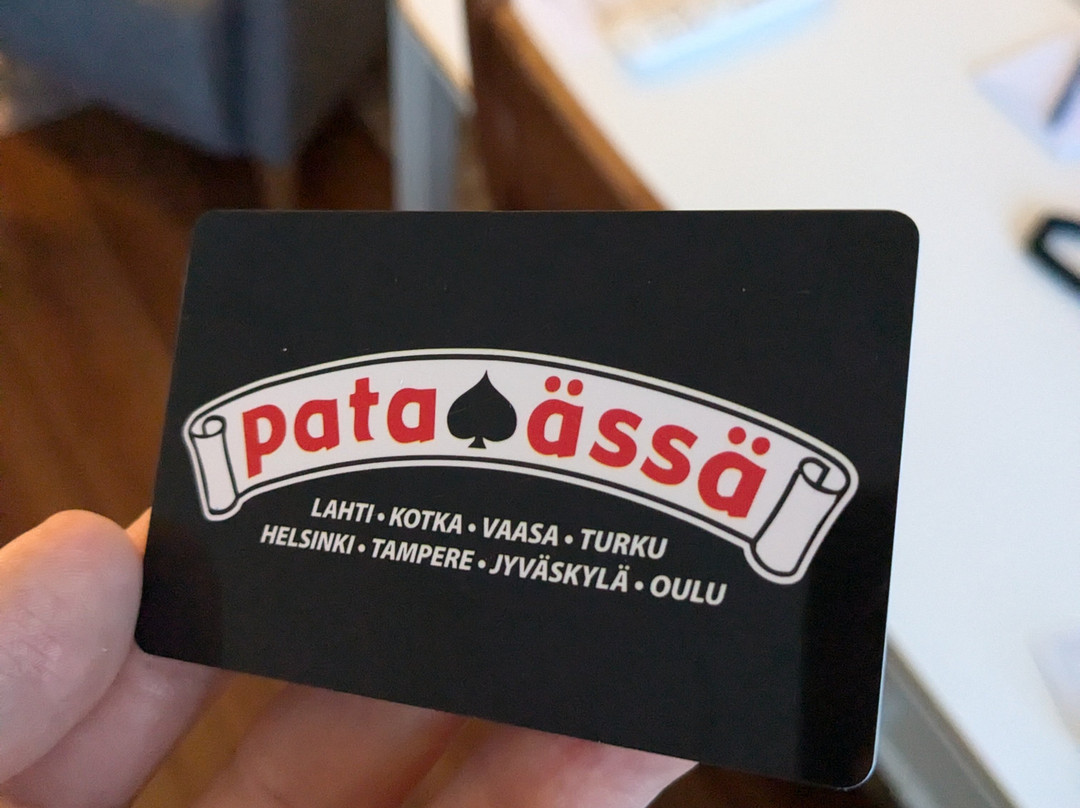 pata ässä
LAHTI • KOTKA • VAASA • TURKU
HELSINKI • TAMPERE • JYVÄSKYLÄ • OULU